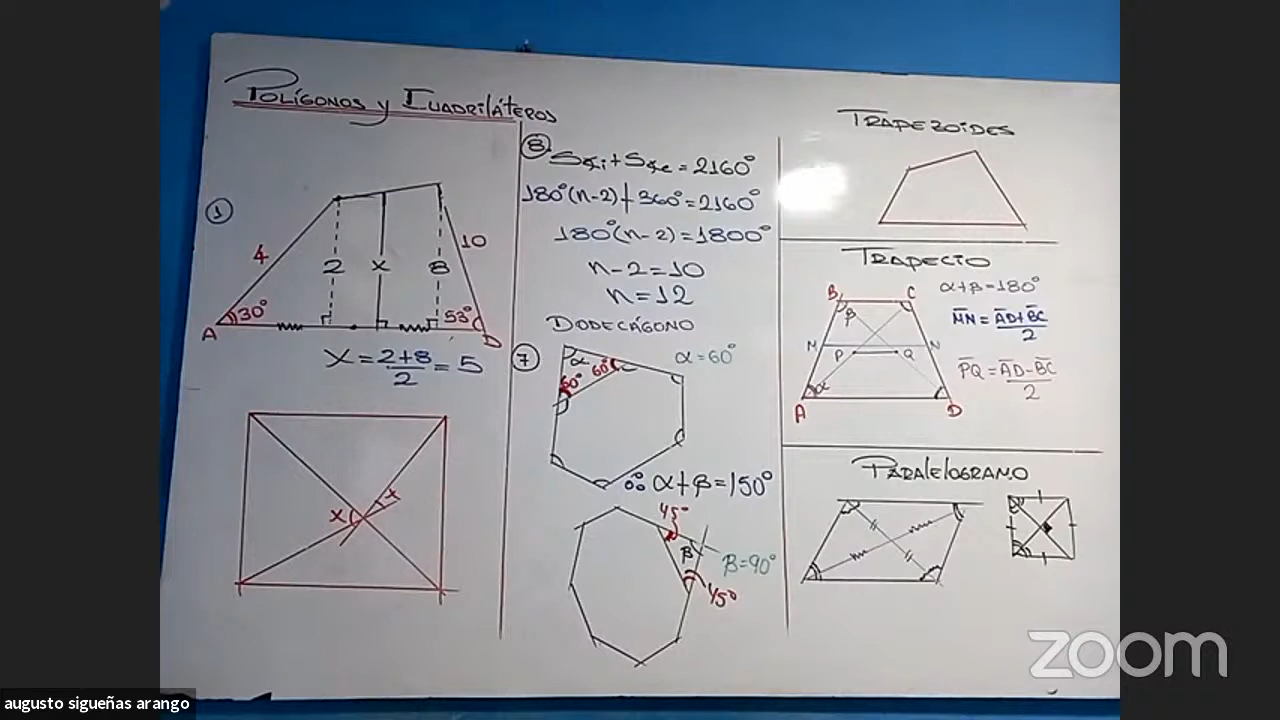 POLÍGONOS y CUADRILÁTEROS
1
4
2
x
8
10
30°
53°
A
D
X = 2+8/2 = 5
x
x
8
S∢i + S∢e = 2160°
180°(n-2) + 360° = 2160°
180°(n-2) = 1800°
n-2 = 10
n = 12
DODECÁGONO
7
α
60°
60°
α = 60°
∴ α+β = 150°
45°
β
β = 90°
45°
TRAPEZOIDES
TRAPECIO
B
C
β
M
N
P
Q
α
A
D
α+β = 180°
MN = AD+BC/2
PQ = AD-BC/2
PARALELOGRAMO
zoom
augusto sigueñas arango